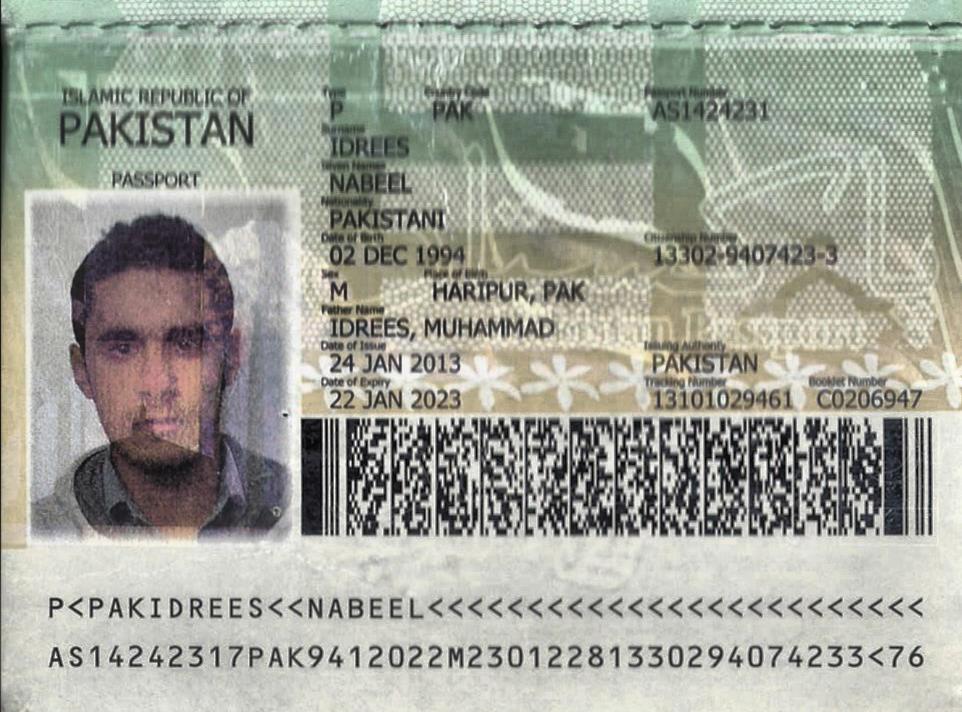 ISLAMIC REPUBLIC OF
PAKISTAN
PASSPORT
Type Country Code Passport Number
P PAK AS1424231
Surname
IDREES
Given Names
NABEEL
Nationality
PAKISTANI
Date of Birth Citizenship Number
02 DEC 1994 13302-9407423-3
Sex Place of Birth
M HARIPUR, PAK
Father Name
IDREES, MUHAMMAD
Date of Issue Issuing Authority
24 JAN 2013 PAKISTAN
Date of Expiry Tracking Number Booklet Number
22 JAN 2023 13101029461 C0206947
P<PAKIDREES<<NABEEL<<<<<<<<<<<<<<<<<<<<<<<<<
AS14242317PAK9412022M23012281330294074233<76